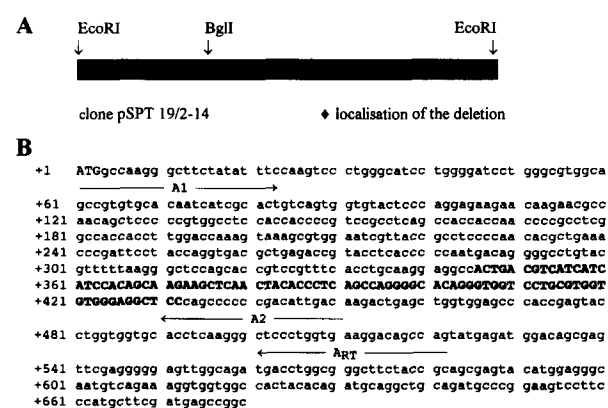 A
EcoRI BglI EcoRI
clone pSPT 19/2-14 ♦ localisation of the deletion
B
+1 ATGgccaagg gcttctatat ttccaagtcc ctgggcatcc tggggatcct gggcgtggca
A1
+61 gccgtgtgca caatcatcgc actgtcagtg gtgtactccc aggagaagaa caagaacgcc
+121 aacagctccc ccgtggcctc caccaccccg tccgcctcag ccaccaccaa ccccgcctcg
+181 gccaccacct tggaccaaag taaagcgtgg aatcgttacc gcctccccaa cacgctgaaa
+241 cccgattcct accaggtgac gctgagaccg tacctcaccc ccaatgacag gggcctgtac
+301 gtttttaagg gctccagcac cgtccgtttc acctgcaagg aggccACTGA CGTCATCATC
+361 ATCCACAGCA AGAAGCTCAA CTACACCCTC AGCCAGGGGC ACAGGGTGGT CCTGCGTGGT
+421 GTGGGAGGCT CCcagccccc cgacattgac aagactgagc tggtggagcc caccgagtac
A2
+481 ctggtggtgc acctcaaggg ctccctggtg aaggacagcc agtatgagat ggacagcgag
ART
+541 ttcgaggggg agttggcaga tgacctggcg ggcttctacc gcagcgagta catggagggc
+601 aatgtcagaa aggtggtggc cactacacag atgcaggctg cagatgcccg gaagtccttc
+661 ccatgcttcg atgagccggc